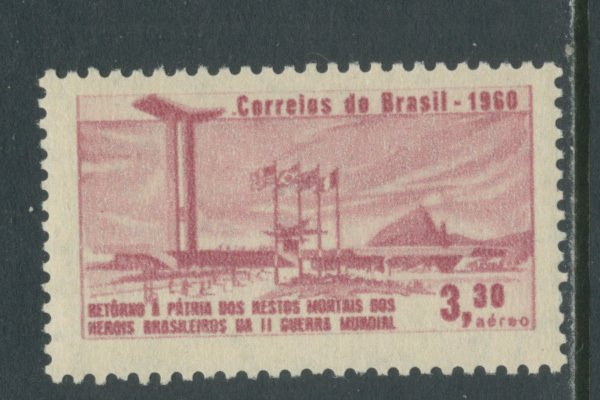 Correios do Brasil - 1960
RETÔRNO À PÁTRIA DOS RESTOS MORTAIS DOS
HERÓIS BRASILEIROS DA II GUERRA MUNDIAL
3,30
aéreo